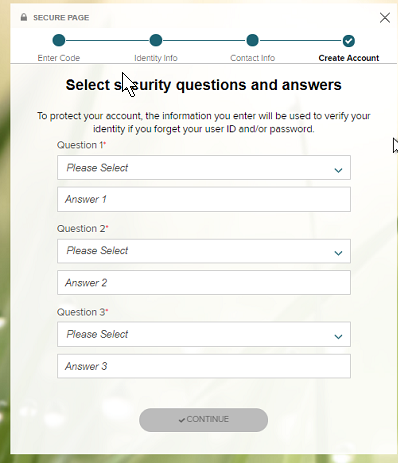 SECURE PAGE
Enter Code Identity Info Contact Info Create Account
Select security questions and answers
To protect your account, the information you enter will be used to verify your
identity if you forget your user ID and/or password.
Question 1*
Please Select
Answer 1
Question 2*
Please Select
Answer 2
Question 3*
Please Select
Answer 3
CONTINUE